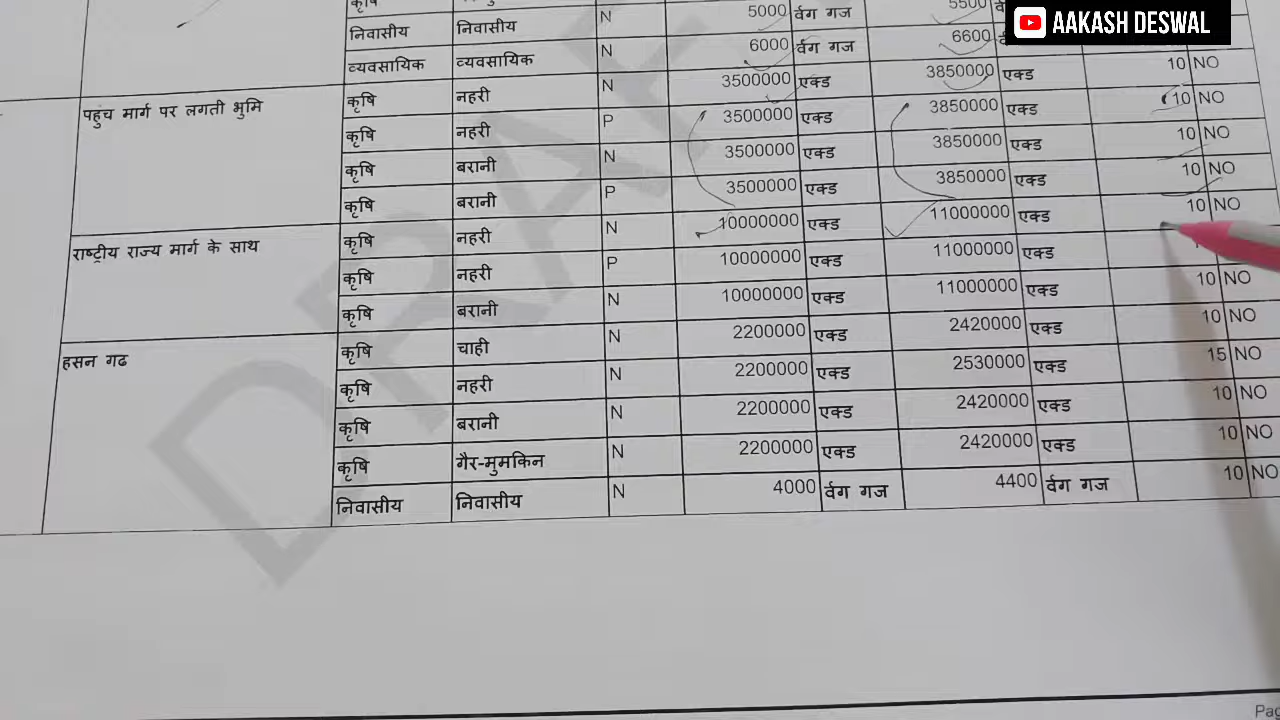 AAKASH DESWAL
कृषि
निवासीय निवासीय N 5000 र्वग गज 5500
व्यवसायिक व्यवसायिक N 6000 र्वग गज 6600 10 NO
पहुंच मार्ग पर लगती भुमि कृषि नहरी N 3500000 एक्ड 3850000 एक्ड 10 NO
कृषि नहरी P 3500000 एक्ड 3850000 एक्ड 10 NO
कृषि बरानी N 3500000 एक्ड 3850000 एक्ड 10 NO
कृषि बरानी P 3500000 एक्ड 3850000 एक्ड 10 NO
राष्ट्रीय राज्य मार्ग के साथ कृषि नहरी N 10000000 एक्ड 11000000 एक्ड
कृषि नहरी P 10000000 एक्ड 11000000 एक्ड 10 NO
कृषि बरानी N 10000000 एक्ड 11000000 एक्ड 10 NO
हसन गढ कृषि चाही N 2200000 एक्ड 2420000 एक्ड 15 NO
कृषि नहरी N 2200000 एक्ड 2530000 एक्ड 10 NO
कृषि बरानी N 2200000 एक्ड 2420000 एक्ड 10 NO
कृषि गैर-मुमकिन N 2200000 एक्ड 2420000 एक्ड 10 NO
निवासीय निवासीय N 4000 र्वग गज 4400 र्वग गज
DRAF